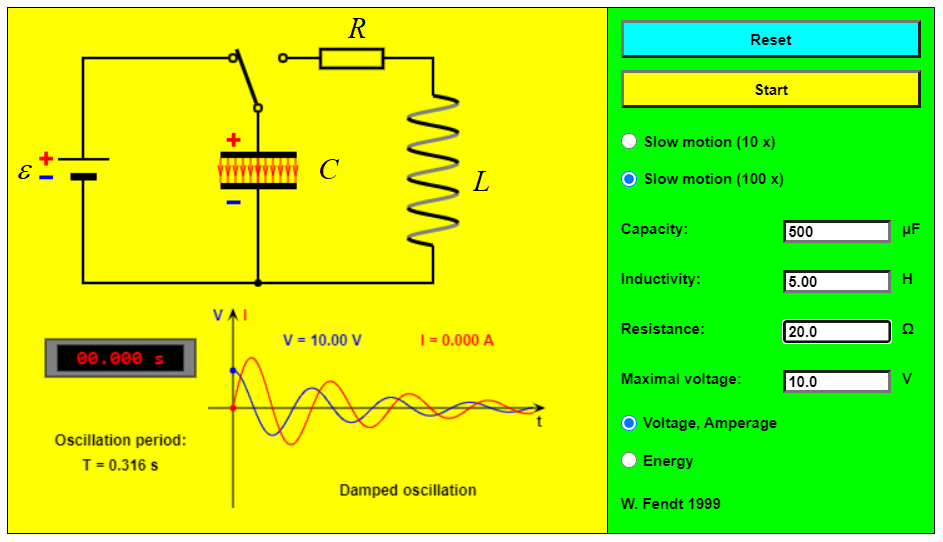 R
ε
+
−
+
−
C
L
V I
V = 10.00 V
I = 0.000 A
00.000 s
t
Oscillation period:
T = 0.316 s
Damped oscillation
Reset
Start
Slow motion (10 x)
Slow motion (100 x)
Capacity: 500 µF
Inductivity: 5.00 H
Resistance: 20.0 Ω
Maximal voltage: 10.0 V
Voltage, Amperage
Energy
W. Fendt 1999